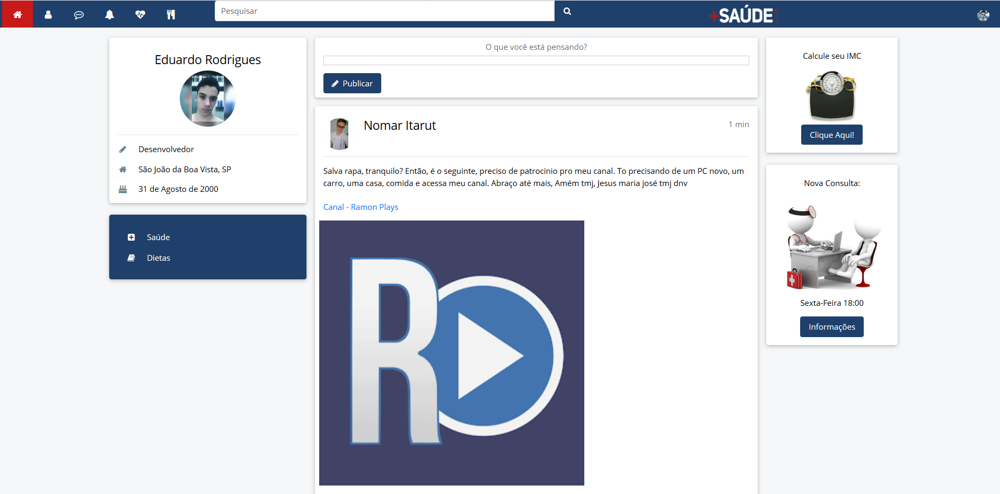 Pesquisar
+SAÚDE
Eduardo Rodrigues
Desenvolvedor
São João da Boa Vista, SP
31 de Agosto de 2000
Saúde
Dietas
O que você está pensando?
Publicar
Nomar Itarut
1 min
Salva rapa, tranquilo? Então, é o seguinte, preciso de patrocinio pro meu canal. To precisando de um PC novo, um
carro, uma casa, comida e acessa meu canal. Abraço até mais, Amém tmj, Jesus maria josé tmj dnv
Canal - Ramon Plays
R
Calcule seu IMC
Clique Aqui!
Nova Consulta:
Sexta-Feira 18:00
Informações